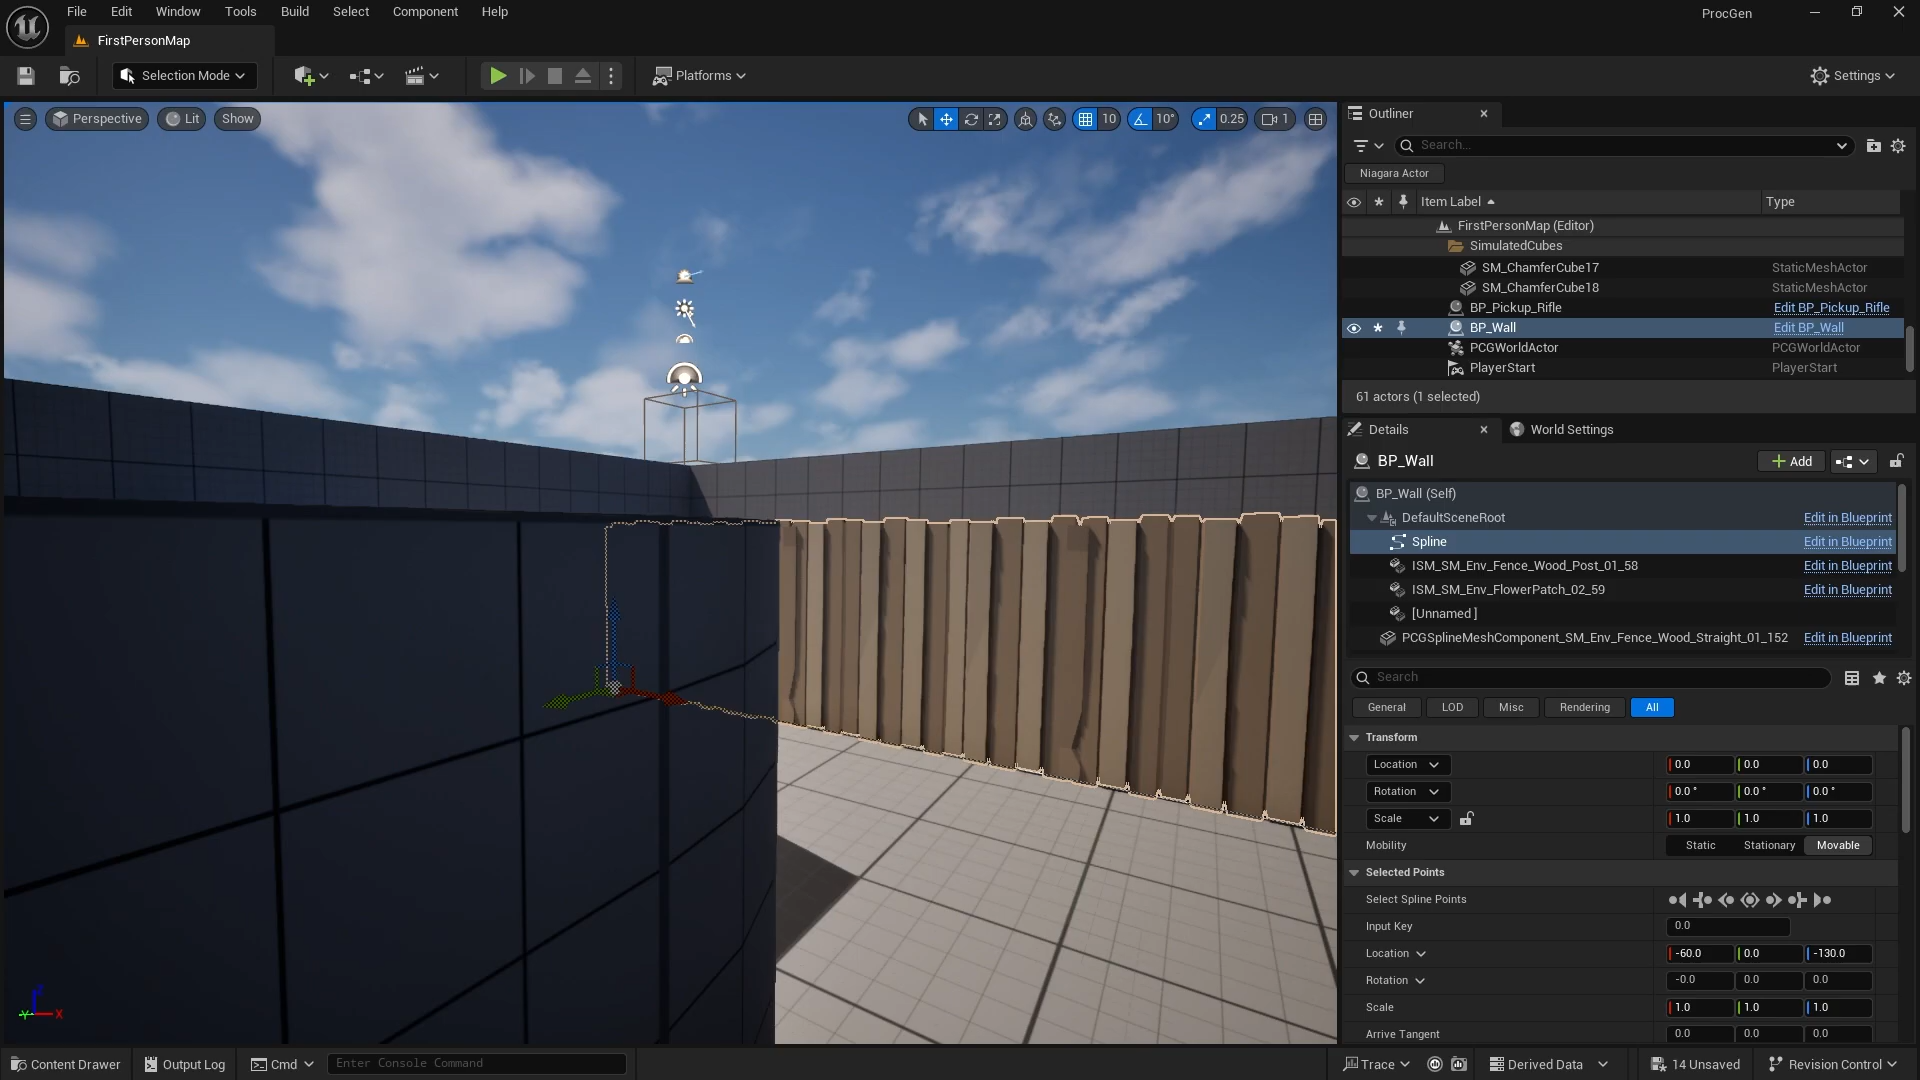 File Edit Window Tools Build Select Component Help
ProcGen
FirstPersonMap
Selection Mode
Platforms
Settings
Perspective Lit Show
10 10° 0.25 1
Outliner
Search...
Niagara Actor
Item Label Type
FirstPersonMap (Editor)
SimulatedCubes
SM_ChamferCube17 StaticMeshActor
SM_ChamferCube18 StaticMeshActor
BP_Pickup_Rifle Edit BP_Pickup_Rifle
BP_Wall Edit BP_Wall
PCGWorldActor PCGWorldActor
PlayerStart PlayerStart
61 actors (1 selected)
Details World Settings
BP_Wall Add
BP_Wall (Self)
DefaultSceneRoot Edit in Blueprint
Spline Edit in Blueprint
ISM_SM_Env_Fence_Wood_Post_01_58 Edit in Blueprint
ISM_SM_Env_FlowerPatch_02_59 Edit in Blueprint
[Unnamed ]
PCGSplineMeshComponent_SM_Env_Fence_Wood_Straight_01_152 Edit in Blueprint
Search
General LOD Misc Rendering All
Transform
Location 0.0 0.0 0.0
Rotation 0.0 ° 0.0 ° 0.0 °
Scale 1.0 1.0 1.0
Mobility Static Stationary Movable
Selected Points
Select Spline Points
Input Key 0.0
Location -60.0 0.0 -130.0
Rotation -0.0 0.0 0.0
Scale 1.0 1.0 1.0
Arrive Tangent 0.0 0.0 0.0
Z
Y X
Content Drawer Output Log Cmd Enter Console Command
Trace Derived Data 14 Unsaved Revision Control